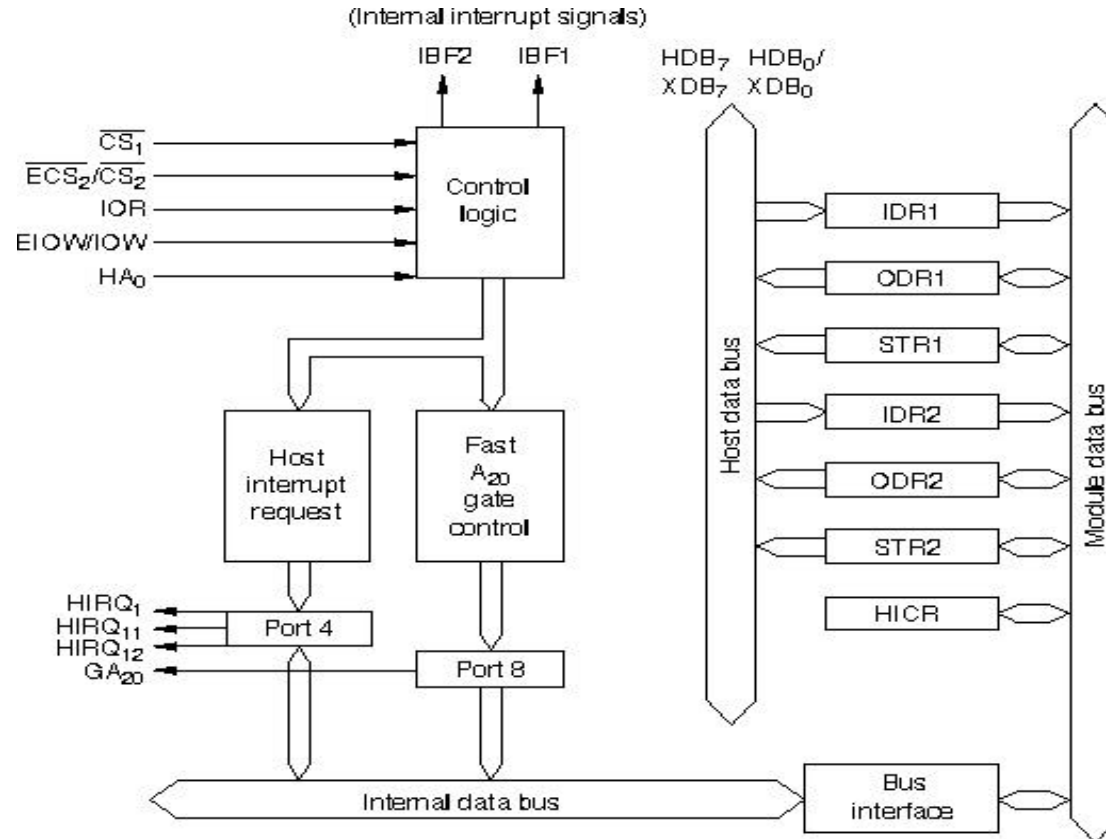 (Internal interrupt signals)
IBF2 IBF1
HDB7 HDB0/
XDB7 XDB0
CS1
ECS2/CS2
IOR
EIOW/IOW
HA0
Control
logic
Host
interrupt
request
Fast
A20
gate
control
HIRQ1
HIRQ11
HIRQ12
GA20
Port 4
Port 8
Internal data bus
Host data bus
IDR1
ODR1
STR1
IDR2
ODR2
STR2
HICR
Module data bus
Bus
interface